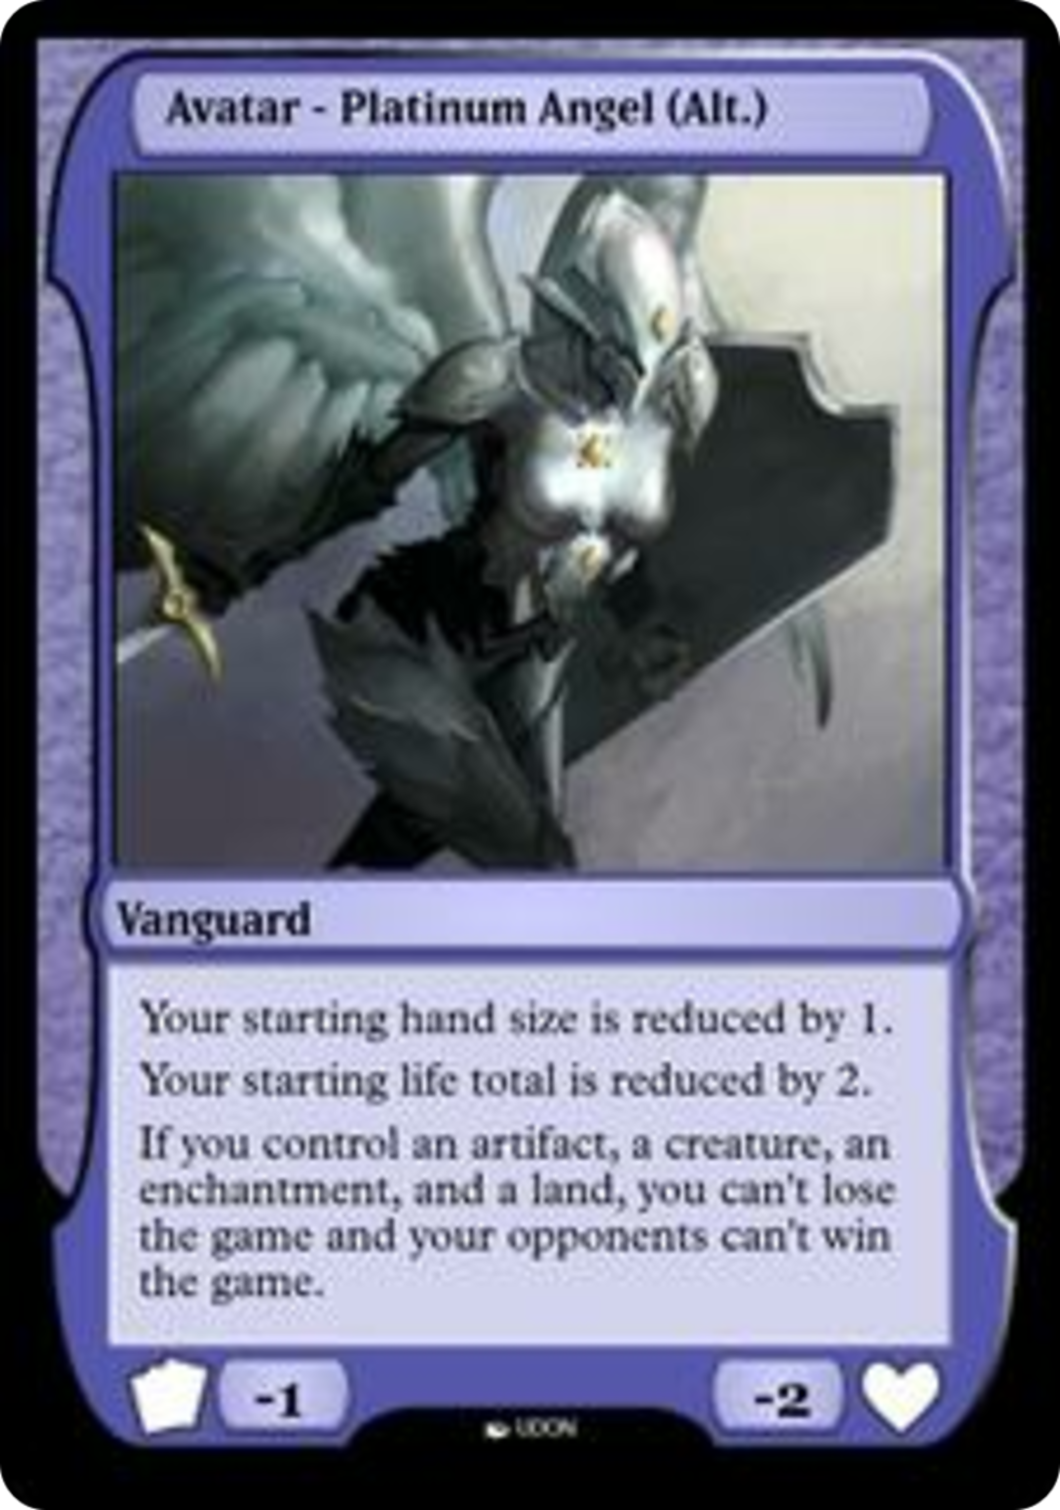 Avatar - Platinum Angel (Alt.)
Vanguard
Your starting hand size is reduced by 1.
Your starting life total is reduced by 2.
If you control an artifact, a creature, an
enchantment, and a land, you can't lose
the game and your opponents can't win
the game.
-1
-2
UDON